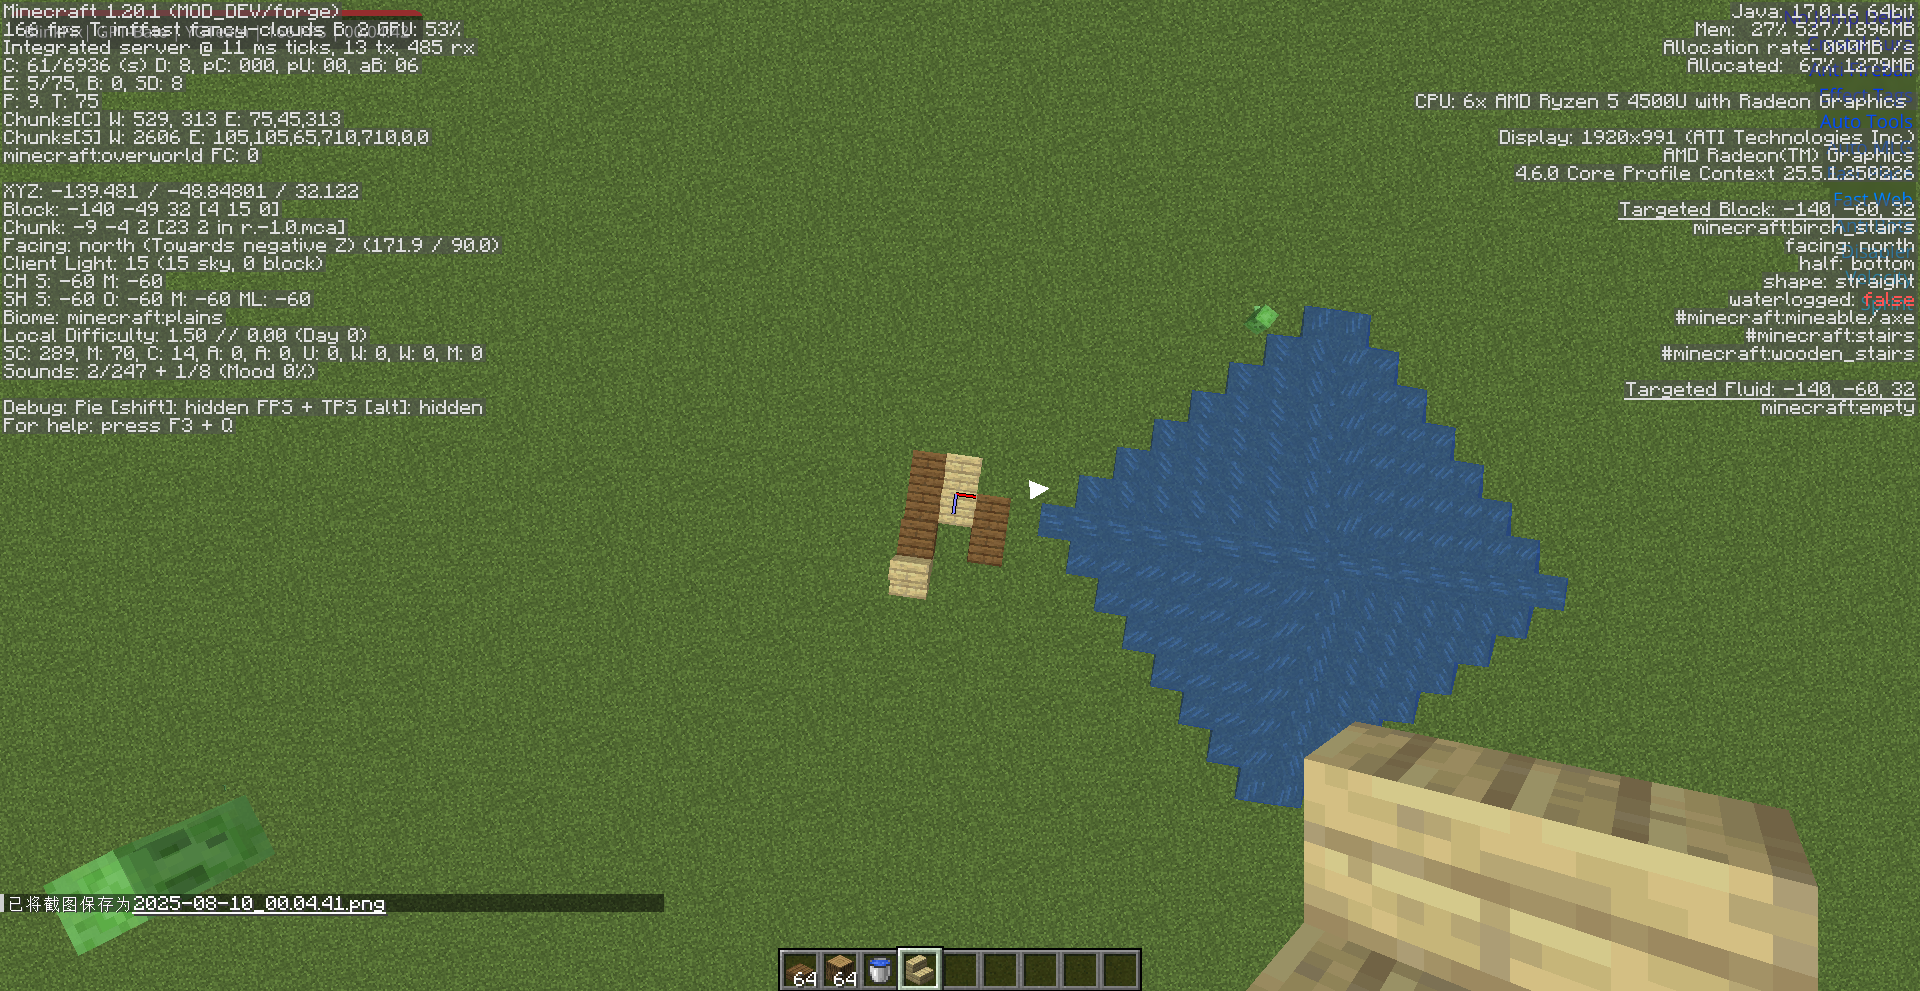 Minecraft 1.20.1 (MOD_DEV/forge)
166 fps T: inffast fancy-clouds B: 2 GPU: 53%
Integrated server @ 11 ms ticks, 13 tx, 485 rx
C: 61/6936 (s) D: 8, pC: 000, pU: 00, aB: 06
E: 5/75, B: 0, SD: 8
P: 9. T: 75
Chunks[C] W: 529, 313 E: 75,45,313
Chunks[S] W: 2606 E: 105,105,65,710,710,0,0
minecraft:overworld FC: 0
XYZ: -139.481 / -48.84801 / 32.122
Block: -140 -49 32 [4 15 0]
Chunk: -9 -4 2 [23 2 in r.-1.0.mca]
Facing: north (Towards negative Z) (171.9 / 90.0)
Client Light: 15 (15 sky, 0 block)
CH S: -60 M: -60
SH S: -60 O: -60 M: -60 ML: -60
Biome: minecraft:plains
Local Difficulty: 1.50 // 0.00 (Day 0)
SC: 289, M: 70, C: 14, A: 0, A: 0, U: 0, W: 0, W: 0, M: 0
Sounds: 2/247 + 1/8 (Mood 0%)
Debug: Pie [shift]: hidden FPS + TPS [alt]: hidden
For help: press F3 + Q
Java: 17.0.16 64bit
Mem: 27% 527/1896MB
Allocation rate: 000MB /s
Allocated: 67% 1279MB
CPU: 6x AMD Ryzen 5 4500U with Radeon Graphics
Auto Tools
Display: 1920x991 (ATI Technologies Inc.)
AMD Radeon(TM) Graphics
4.6.0 Core Profile Context 25.5.1.250226
Fast Web
Targeted Block: -140, -60, 32
minecraft:birch_stairs
facing: north
half: bottom
shape: straight
waterlogged: false
#minecraft:mineable/axe
#minecraft:stairs
#minecraft:wooden_stairs
Targeted Fluid: -140, -60, 32
minecraft:empty
已将截图保存为2025-08-10_00.04.41.png
64
64